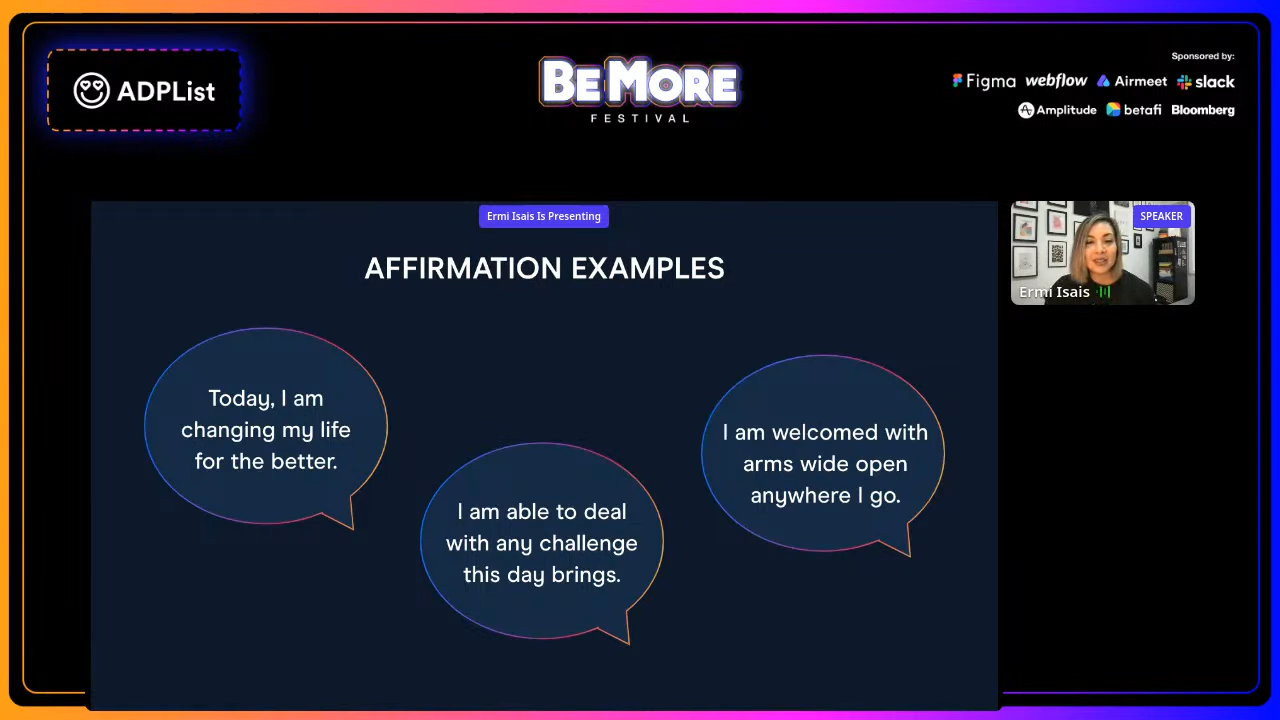 ADPList
BE MORE
FESTIVAL
Sponsored by:
Figma webflow Airmeet slack
Amplitude betafi Bloomberg
Ermi Isais Is Presenting
SPEAKER
Ermi Isais
AFFIRMATION EXAMPLES
Today, I am
changing my life
for the better.
I am able to deal
with any challenge
this day brings.
I am welcomed with
arms wide open
anywhere I go.